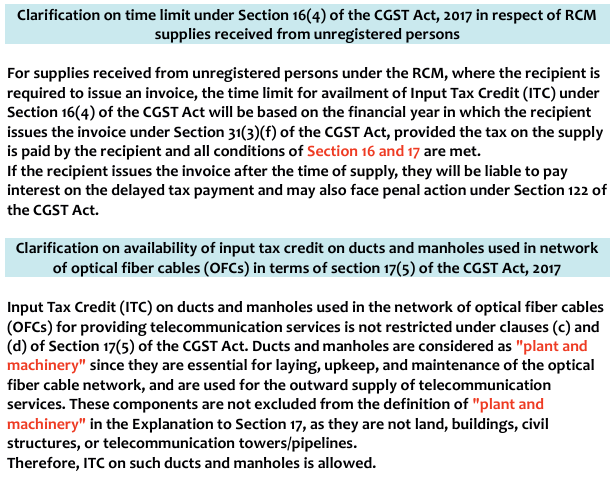 Clarification on time limit under Section 16(4) of the CGST Act, 2017 in respect of RCM
supplies received from unregistered persons
For supplies received from unregistered persons under the RCM, where the recipient is
required to issue an invoice, the time limit for availment of Input Tax Credit (ITC) under
Section 16(4) of the CGST Act will be based on the financial year in which the recipient
issues the invoice under Section 31(3)(f) of the CGST Act, provided the tax on the supply
is paid by the recipient and all conditions of Section 16 and 17 are met.
If the recipient issues the invoice after the time of supply, they will be liable to pay
interest on the delayed tax payment and may also face penal action under Section 122 of
the CGST Act.
Clarification on availability of input tax credit on ducts and manholes used in network
of optical fiber cables (OFCs) in terms of section 17(5) of the CGST Act, 2017
Input Tax Credit (ITC) on ducts and manholes used in the network of optical fiber cables
(OFCs) for providing telecommunication services is not restricted under clauses (c) and
(d) of Section 17(5) of the CGST Act. Ducts and manholes are considered as "plant and
machinery" since they are essential for laying, upkeep, and maintenance of the optical
fiber cable network, and are used for the outward supply of telecommunication
services. These components are not excluded from the definition of "plant and
machinery" in the Explanation to Section 17, as they are not land, buildings, civil
structures, or telecommunication towers/pipelines.
Therefore, ITC on such ducts and manholes is allowed.